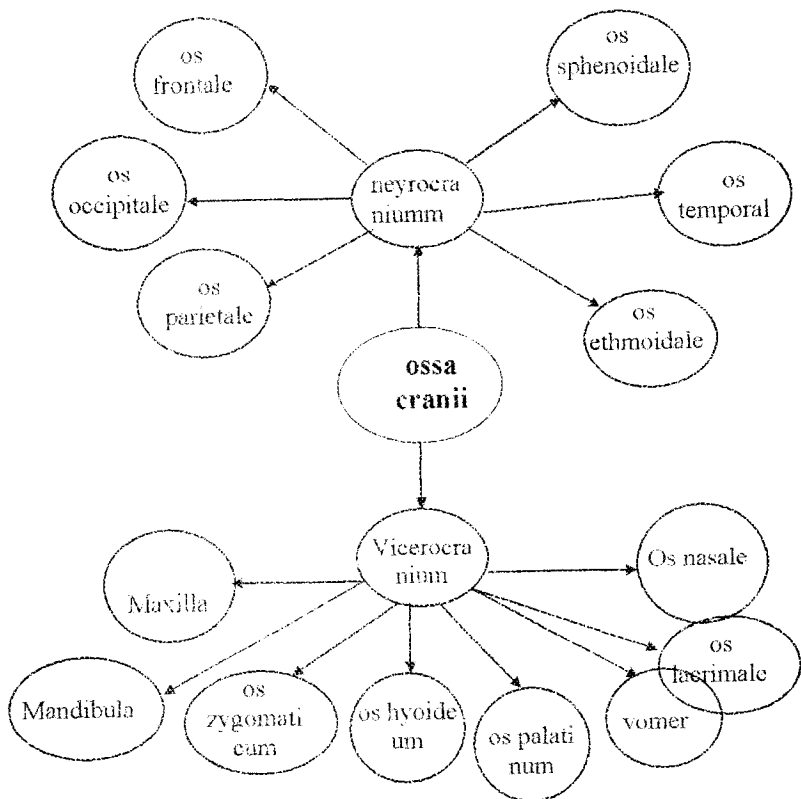 os
frontale
os
sphenoidale
os
occipitale
neyrocra
niumm
os
temporal
os
parietale
os
ethmoidale
ossa
cranii
Vicerocra
nium
Os nasale
Maxilla
os
lacrimale
Mandibula
os
zygomati
cum
os hyoide
um
os palati
num
vomer